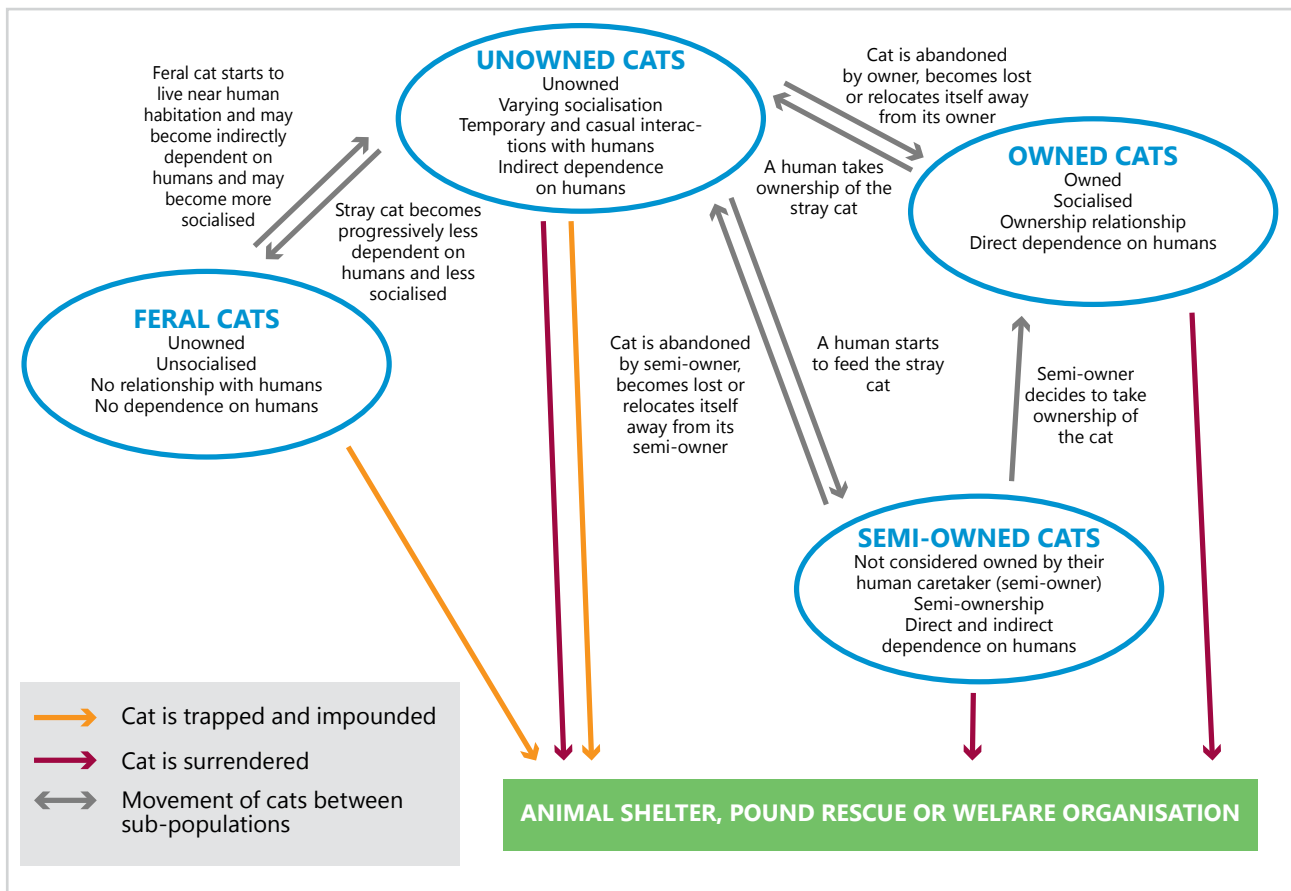 UNOWNED CATS
Unowned
Varying socialisation
Temporary and casual interac-
tions with humans
Indirect dependence
on humans
Feral cat starts to
live near human
habitation and may
become indirectly
dependent on
humans and may
become more
socialised
Stray cat becomes
progressively less
dependent on
humans and less
socialised
Cat is abandoned
by owner, becomes lost
or relocates itself away
from its owner
A human takes
ownership of the
stray cat
OWNED CATS
Owned
Socialised
Ownership relationship
Direct dependence on humans
FERAL CATS
Unowned
Unsocialised
No relationship with humans
No dependence on humans
Cat is abandoned
by semi-owner,
becomes lost or
relocates itself
away from its
semi-owner
A human starts
to feed the stray
cat
Semi-owner
decides to take
ownership of
the cat
SEMI-OWNED CATS
Not considered owned by their
human caretaker (semi-owner)
Semi-ownership
Direct and indirect
dependence on humans
Cat is trapped and impounded
Cat is surrendered
Movement of cats between
sub-populations
ANIMAL SHELTER, POUND RESCUE OR WELFARE ORGANISATION